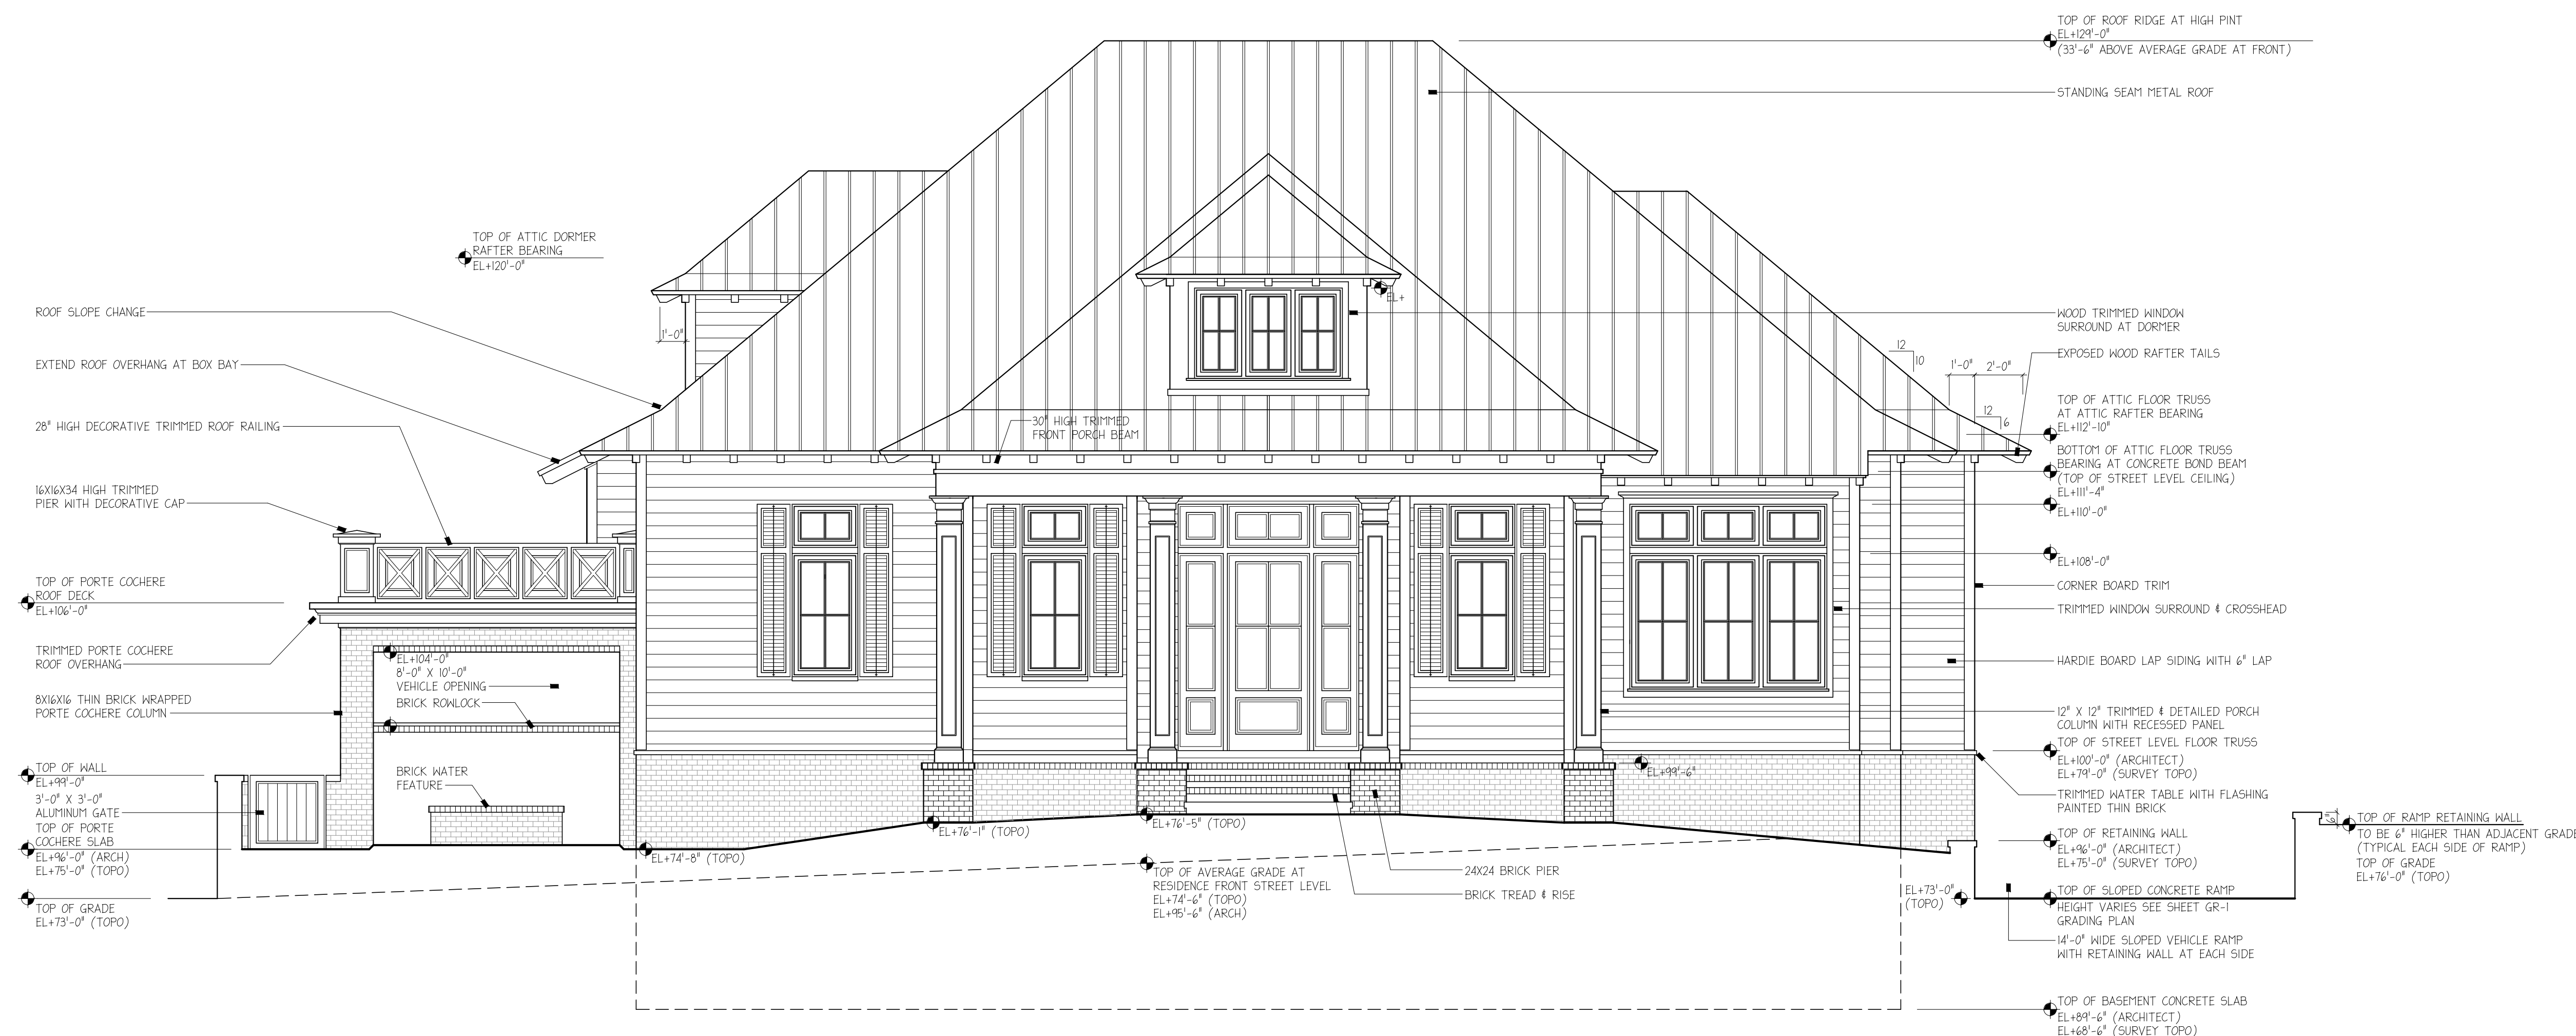 TOP OF ROOF RIDGE AT HIGH PINT
EL+129'-0"
(33'-6" ABOVE AVERAGE GRADE AT FRONT)
STANDING SEAM METAL ROOF
TOP OF ATTIC DORMER
RAFTER BEARING
EL+120'-0"
ROOF SLOPE CHANGE
EXTEND ROOF OVERHANG AT BOX BAY
28" HIGH DECORATIVE TRIMMED ROOF RAILING
16X16X34 HIGH TRIMMED
PIER WITH DECORATIVE CAP
TOP OF PORTE COCHERE
ROOF DECK
EL+106'-0"
TRIMMED PORTE COCHERE
ROOF OVERHANG
8X16X16 THIN BRICK WRAPPED
PORTE COCHERE COLUMN
TOP OF WALL
EL+99'-0"
3'-0" X 3'-0"
ALUMINUM GATE
TOP OF PORTE
COCHERE SLAB
EL+96'-0" (ARCH)
EL+75'-0" (TOPO)
TOP OF GRADE
EL+73'-0" (TOPO)
1'-0"
EL+104'-0"
8'-0" X 10'-0"
VEHICLE OPENING
BRICK ROWLOCK
BRICK WATER
FEATURE
EL+74'-8" (TOPO)
30" HIGH TRIMMED
FRONT PORCH BEAM
EL+
EL+76'-1" (TOPO)
EL+76'-5" (TOPO)
EL+99'-6"
TOP OF AVERAGE GRADE AT
RESIDENCE FRONT STREET LEVEL
EL+74'-6" (TOPO)
EL+95'-6" (ARCH)
24X24 BRICK PIER
BRICK TREAD & RISE
12
10
1'-0"
2'-0"
12
6
WOOD TRIMMED WINDOW
SURROUND AT DORMER
EXPOSED WOOD RAFTER TAILS
TOP OF ATTIC FLOOR TRUSS
AT ATTIC RAFTER BEARING
EL+112'-10"
BOTTOM OF ATTIC FLOOR TRUSS
BEARING AT CONCRETE BOND BEAM
(TOP OF STREET LEVEL CEILING)
EL+111'-4"
EL+110'-0"
EL+108'-0"
CORNER BOARD TRIM
TRIMMED WINDOW SURROUND & CROSSHEAD
HARDIE BOARD LAP SIDING WITH 6" LAP
12" X 12" TRIMMED & DETAILED PORCH
COLUMN WITH RECESSED PANEL
TOP OF STREET LEVEL FLOOR TRUSS
EL+100'-0" (ARCHITECT)
EL+79'-0" (SURVEY TOPO)
TRIMMED WATER TABLE WITH FLASHING
PAINTED THIN BRICK
TOP OF RETAINING WALL
EL+96'-0" (ARCHITECT)
EL+75'-0" (SURVEY TOPO)
EL+73'-0"
(TOPO)
TOP OF SLOPED CONCRETE RAMP
HEIGHT VARIES SEE SHEET GR-1
GRADING PLAN
14'-0" WIDE SLOPED VEHICLE RAMP
WITH RETAINING WALL AT EACH SIDE
6"
TOP OF RAMP RETAINING WALL
TO BE 6" HIGHER THAN ADJACENT GRADE
(TYPICAL EACH SIDE OF RAMP)
TOP OF GRADE
EL+76'-0" (TOPO)
TOP OF BASEMENT CONCRETE SLAB
EL+89'-6" (ARCHITECT)
EL+68'-6" (SURVEY TOPO)